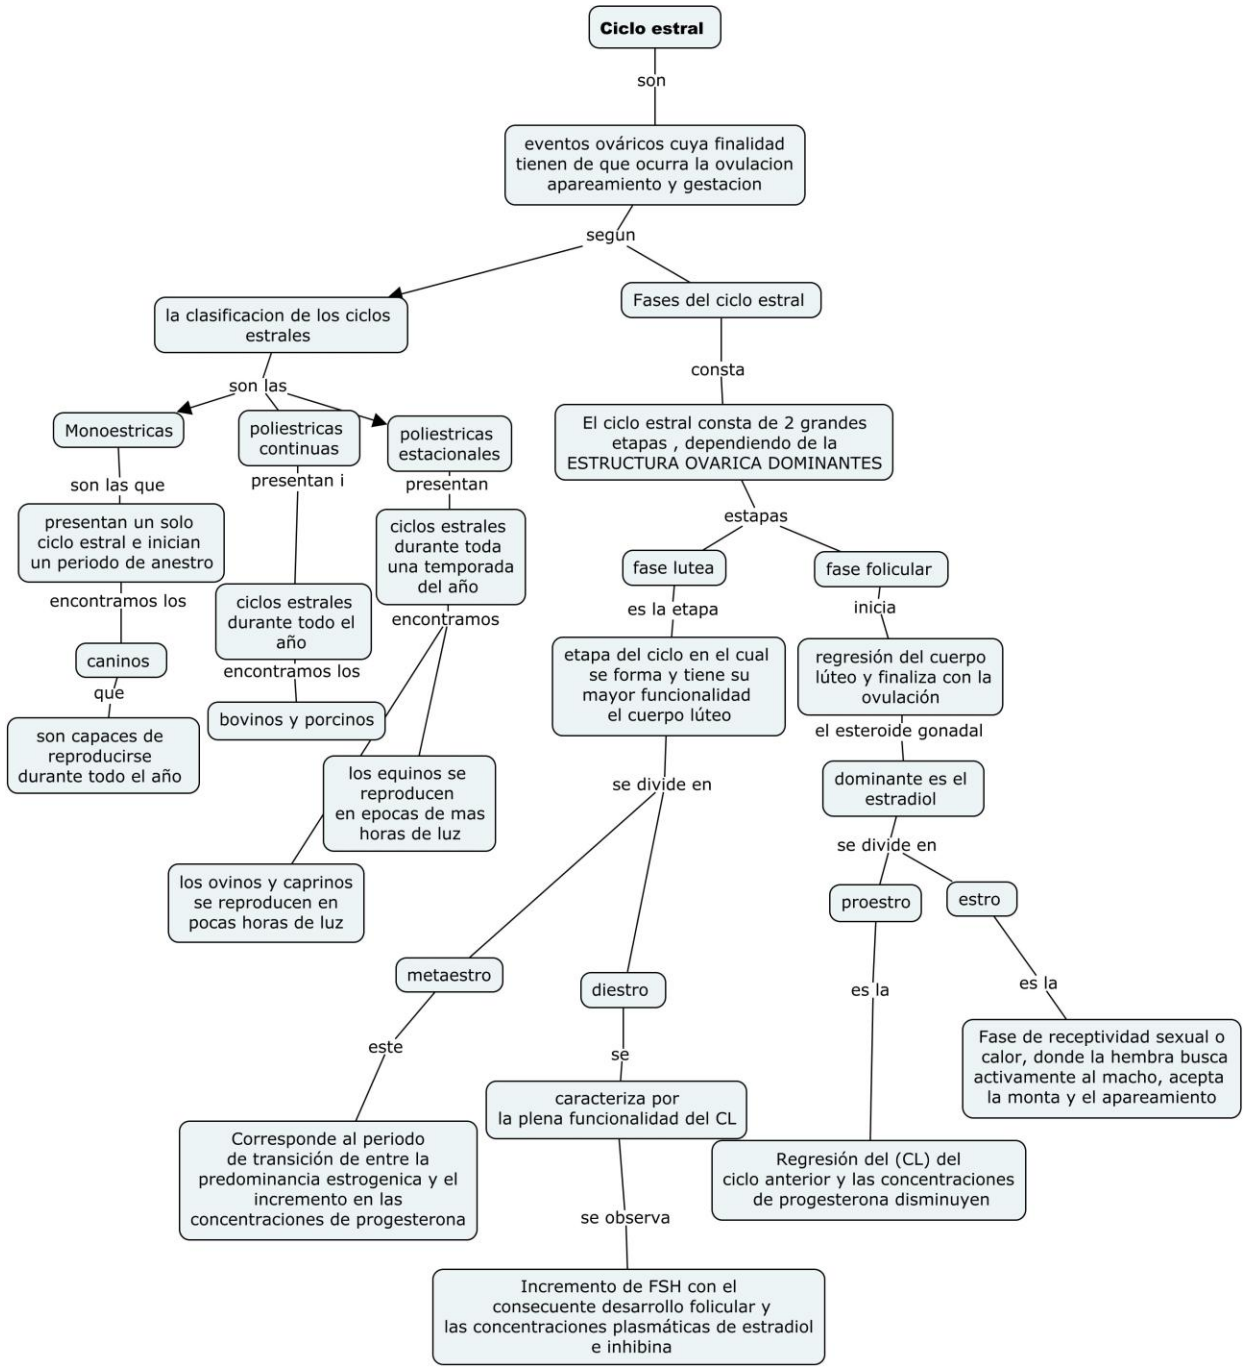 Ciclo estral
son
eventos ováricos cuya finalidad
tienen de que ocurra la ovulacion
apareamiento y gestacion
segun
la clasificacion de los ciclos
estrales
Fases del ciclo estral
son las
consta
Monoestricas
poliestricas
continuas
poliestricas
estacionales
El ciclo estral consta de 2 grandes
etapas , dependiendo de la
ESTRUCTURA OVARICA DOMINANTES
son las que
presentan i
presentan
presentan un solo
ciclo estral e inician
un periodo de anestro
ciclos estrales
durante toda
una temporada
del año
estapas
fase lutea
fase folicular
encontramos los
ciclos estrales
durante todo el
año
encontramos
es la etapa
inicia
caninos
que
encontramos los
etapa del ciclo en el cual
se forma y tiene su
mayor funcionalidad
el cuerpo lúteo
regresión del cuerpo
lúteo y finaliza con la
ovulación
son capaces de
reproducirse
durante todo el año
bovinos y porcinos
el esteroide gonadal
los equinos se
reproducen
en epocas de mas
horas de luz
se divide en
dominante es el
estradiol
se divide en
los ovinos y caprinos
se reproducen en
pocas horas de luz
proestro
estro
metaestro
diestro
es la
es la
este
se
Fase de receptividad sexual o
calor, donde la hembra busca
activamente al macho, acepta
la monta y el apareamiento
caracteriza por
la plena funcionalidad del CL
Corresponde al periodo
de transición de entre la
predominancia estrogenica y el
incremento en las
concentraciones de progesterona
Regresión del (CL) del
ciclo anterior y las concentraciones
de progesterona disminuyen
se observa
Incremento de FSH con el
consecuente desarrollo folicular y
las concentraciones plasmáticas de estradiol
e inhibina